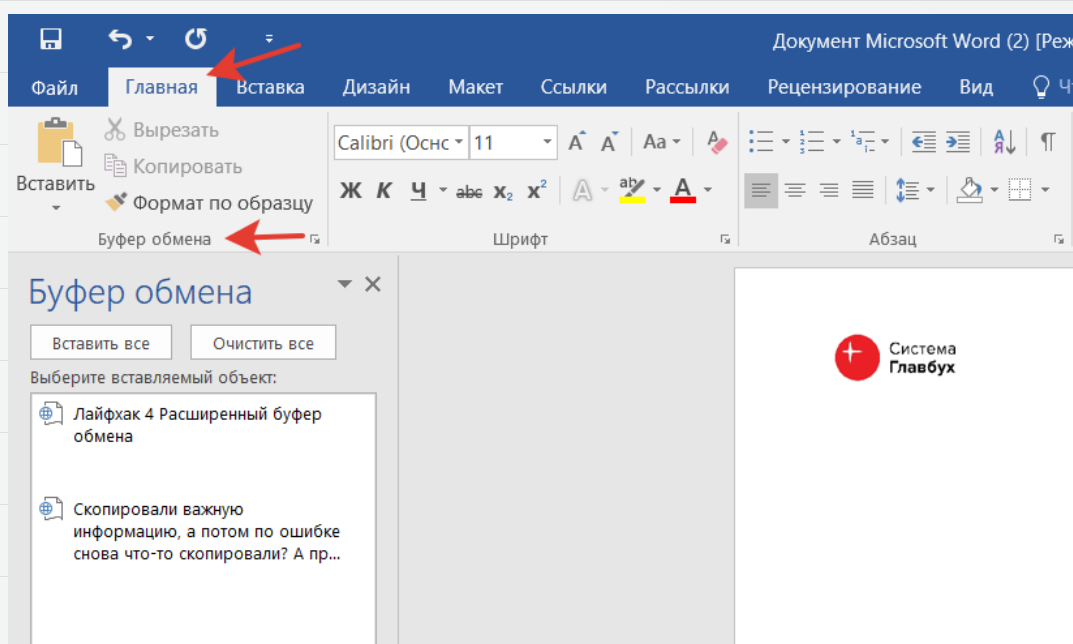 Документ Microsoft Word (2) [Реж
Файл Главная Вставка Дизайн Макет Ссылки Рассылки Рецензирование Вид
Вставить
Вырезать
Копировать
Формат по образцу
Буфер обмена
Calibri (Оснс 11
Аа
Ж К Ч abc X₂ X²
А
Шрифт
Абзац
Буфер обмена
Вставить все Очистить все
Выберите вставляемый объект:
Лайфхак 4 Расширенный буфер
обмена
Скопировали важную
информацию, а потом по ошибке
снова что-то скопировали? А пр...
Система
Главбух